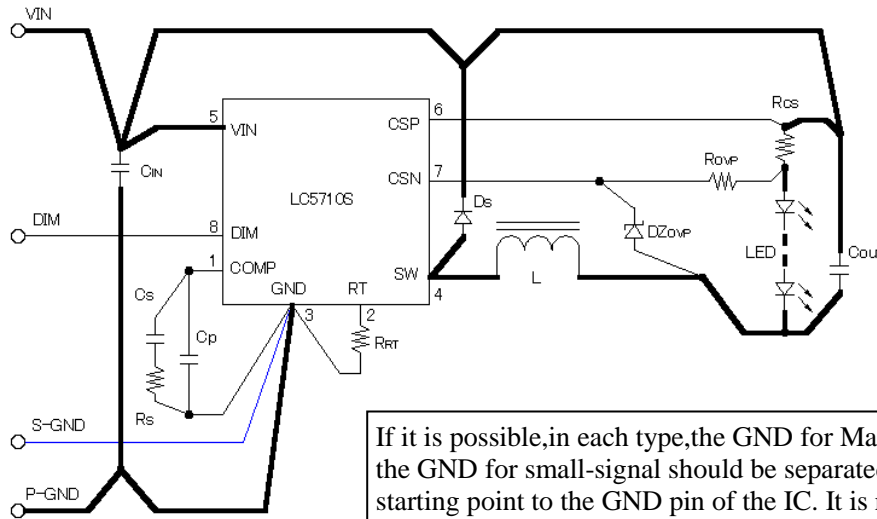 VIN
5
VIN
CIN
LC5710S
CSP
6
RCS
CSN
7
ROVP
DS
DZOVP
LED
DIM
8
DIM
1
COMP
GND
RT
SW
4
L
3
2
RRT
CS
CP
RS
S-GND
P-GND
If it is possible,in each type,the GND for Ma
the GND for small-signal should be separated
starting point to the GND pin of the IC. It is